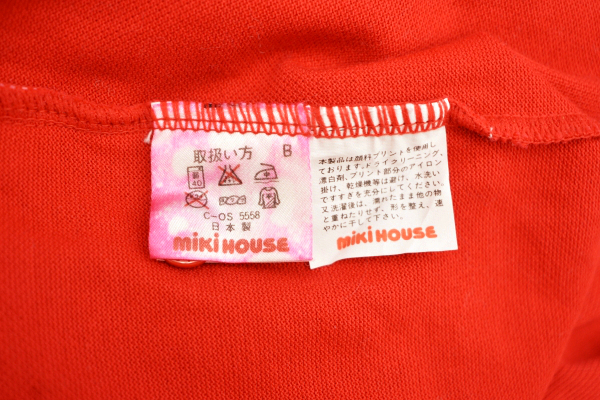 取扱い方 B
40
C-OS 5558
日本製
miKiHOUSE
本製品は顔料プリントを使用し
ております。ドライクリーニング、
漂白剤、プリント部分のアイロン
掛け、乾燥機等は避け、水洗い
ですすぎを充分にしてください。
又洗濯後は、濡れたまま他の物
と重ねたりせず、形を整え、速
やかに干して下さい。
miKiHOUSE